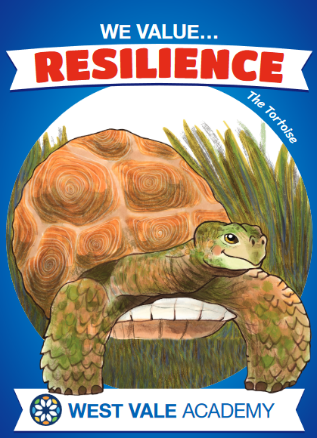 WE VALUE...
RESILIENCE
The Tortoise
WEST VALE ACADEMY